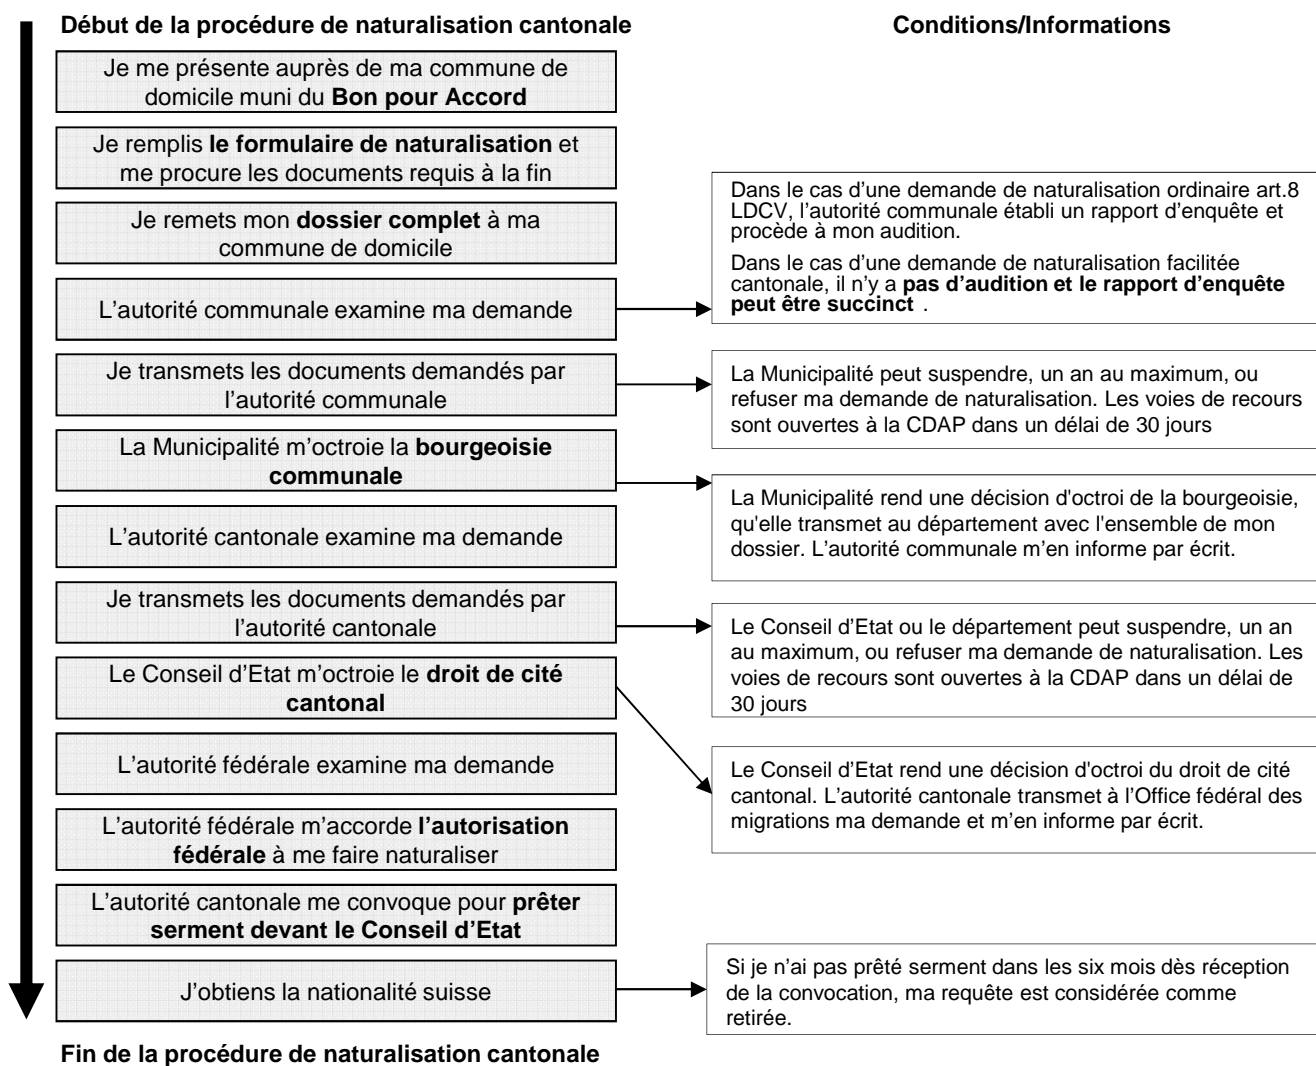 Début de la procédure de naturalisation cantonale
Conditions/Informations
Je me présente auprès de ma commune de
domicile muni du Bon pour Accord
Je remplis le formulaire de naturalisation et
me procure les documents requis à la fin
Je remets mon dossier complet à ma
commune de domicile
L’autorité communale examine ma demande
Dans le cas d’une demande de naturalisation ordinaire art.8
LDCV, l’autorité communale établi un rapport d’enquête et
procède à mon audition.
Dans le cas d’une demande de naturalisation facilitée
cantonale, il n’y a pas d’audition et le rapport d’enquête
peut être succinct .
Je transmets les documents demandés par
l’autorité communale
La Municipalité peut suspendre, un an au maximum, ou
refuser ma demande de naturalisation. Les voies de recours
sont ouvertes à la CDAP dans un délai de 30 jours
La Municipalité m’octroie la bourgeoisie
communale
La Municipalité rend une décision d'octroi de la bourgeoisie,
qu'elle transmet au département avec l'ensemble de mon
dossier. L’autorité communale m’en informe par écrit.
L’autorité cantonale examine ma demande
Je transmets les documents demandés par
l’autorité cantonale
Le Conseil d’Etat ou le département peut suspendre, un an
au maximum, ou refuser ma demande de naturalisation. Les
voies de recours sont ouvertes à la CDAP dans un délai de
30 jours
Le Conseil d’Etat m’octroie le droit de cité
cantonal
Le Conseil d’Etat rend une décision d'octroi du droit de cité
cantonal. L’autorité cantonale transmet à l’Office fédéral des
migrations ma demande et m’en informe par écrit.
L’autorité fédérale examine ma demande
L’autorité fédérale m’accorde l’autorisation
fédérale à me faire naturaliser
L’autorité cantonale me convoque pour prêter
serment devant le Conseil d’Etat
J’obtiens la nationalité suisse
Si je n’ai pas prêté serment dans les six mois dès réception
de la convocation, ma requête est considérée comme
retirée.
Fin de la procédure de naturalisation cantonale